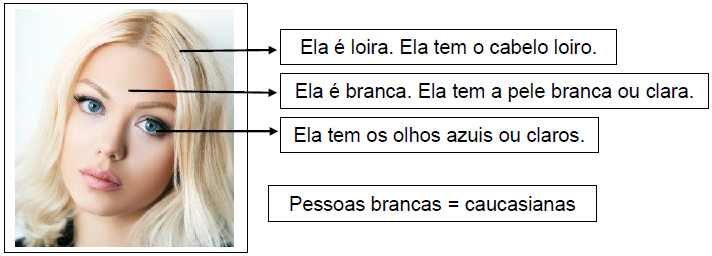 Ela é loira. Ela tem o cabelo loiro.
Ela é branca. Ela tem a pele branca ou clara.
Ela tem os olhos azuis ou claros.
Pessoas brancas = caucasianas